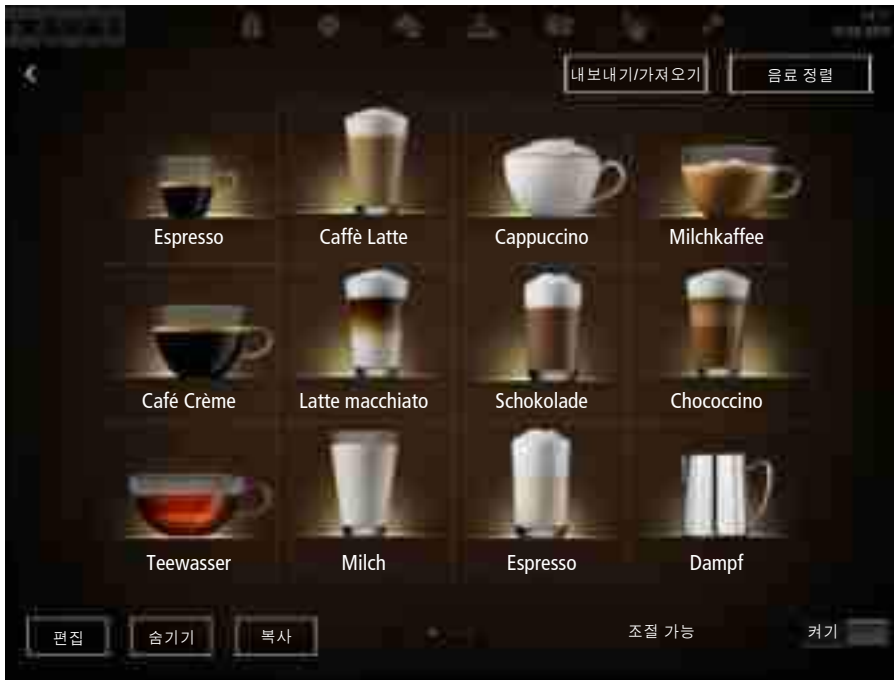 내보내기/가져오기 음료 정렬
Espresso Caffè Latte Cappuccino Milchkaffee
Café Crème Latte macchiato Schokolade Chococcino
Teewasser Milch Espresso Dampf
편집 숨기기 복사 조절 가능 켜기